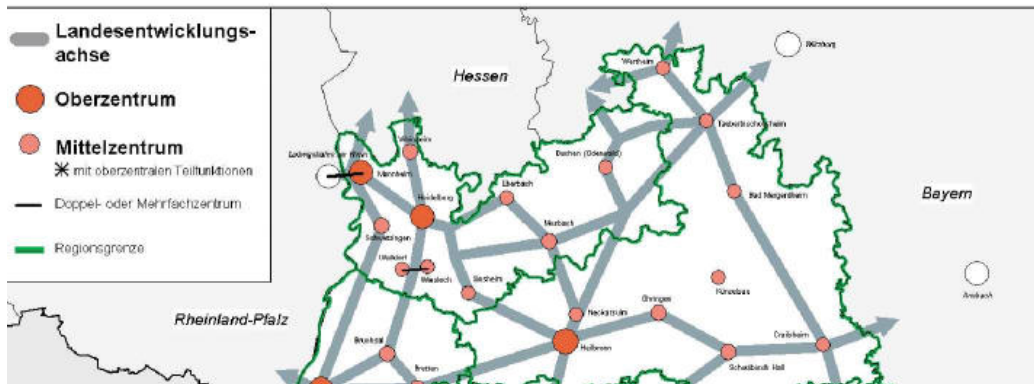 Landesentwicklungs-
achse
Oberzentrum
Mittelzentrum
mit oberzentralen Teilfunktionen
Doppel- oder Mehrfachzentrum
Regionsgrenze
Hessen
Bayern
Rheinland-Pfalz
Würzburg
Wertheim
Tauberbischofsheim
Weinheim
Ludwigshafen am Rhein
Mannheim
Buchen (Odenwald)
Eberbach
Heidelberg
Bad Mergentheim
Schwetzingen
Mosbach
Walldorf
Wiesloch
Sinsheim
Künzelsau
Ansbach
Neckarsulm
Öhringen
Heilbronn
Crailsheim
Bruchsal
Schwäbisch Hall
Bretten